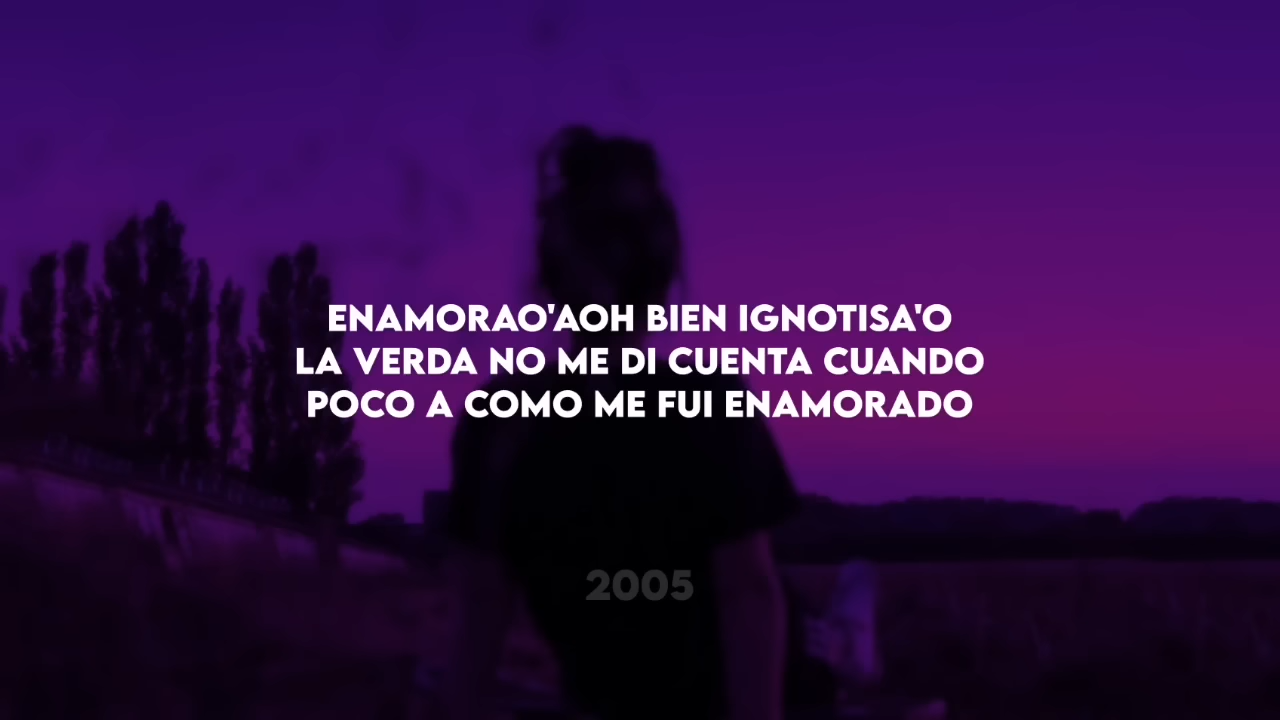 ENAMORAO'AOH BIEN IGNOTISA'O
LA VERDA NO ME DI CUENTA CUANDO
POCO A COMO ME FUI ENAMORADO
2005